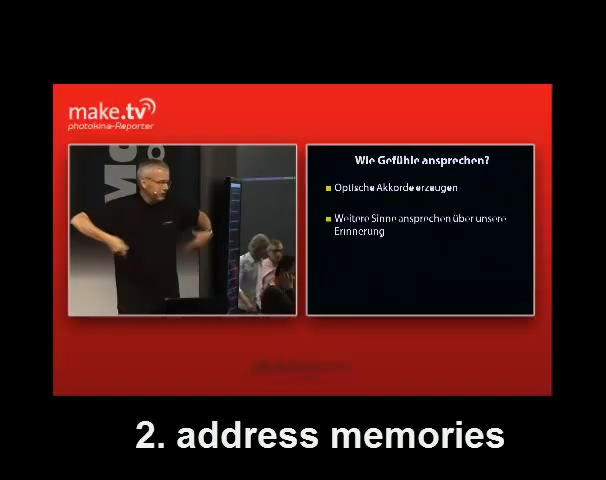 make.tv
photokina-Reporter
Wie Gefühle ansprechen?
Optische Akkorde erzeugen
Weitere Sinne ansprechen über unsere
Erinnerung
2. address memories